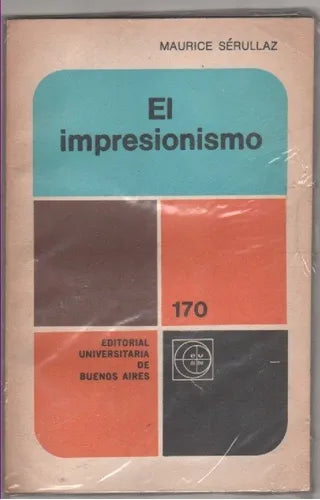 MAURICE SÉRULLAZ
El
impresionismo
170
EDITORIAL
UNIVERSITARIA
DE
BUENOS AIRES